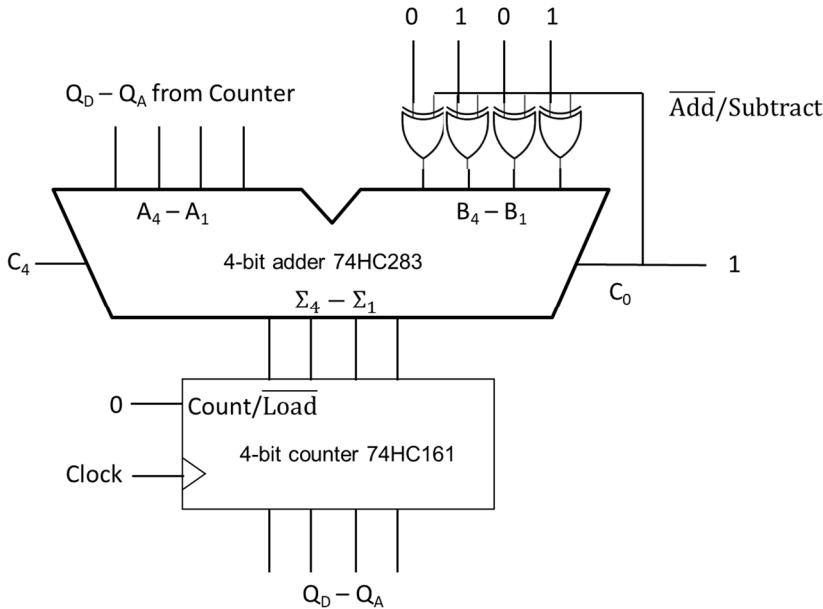 0 1 0 1
Q_D – Q_A from Counter
Add/Subtract
A_4 – A_1
B_4 – B_1
C_4
4-bit adder 74HC283
1
C_0
Σ_4 – Σ_1
0
Count/Load
4-bit counter 74HC161
Clock
Q_D – Q_A